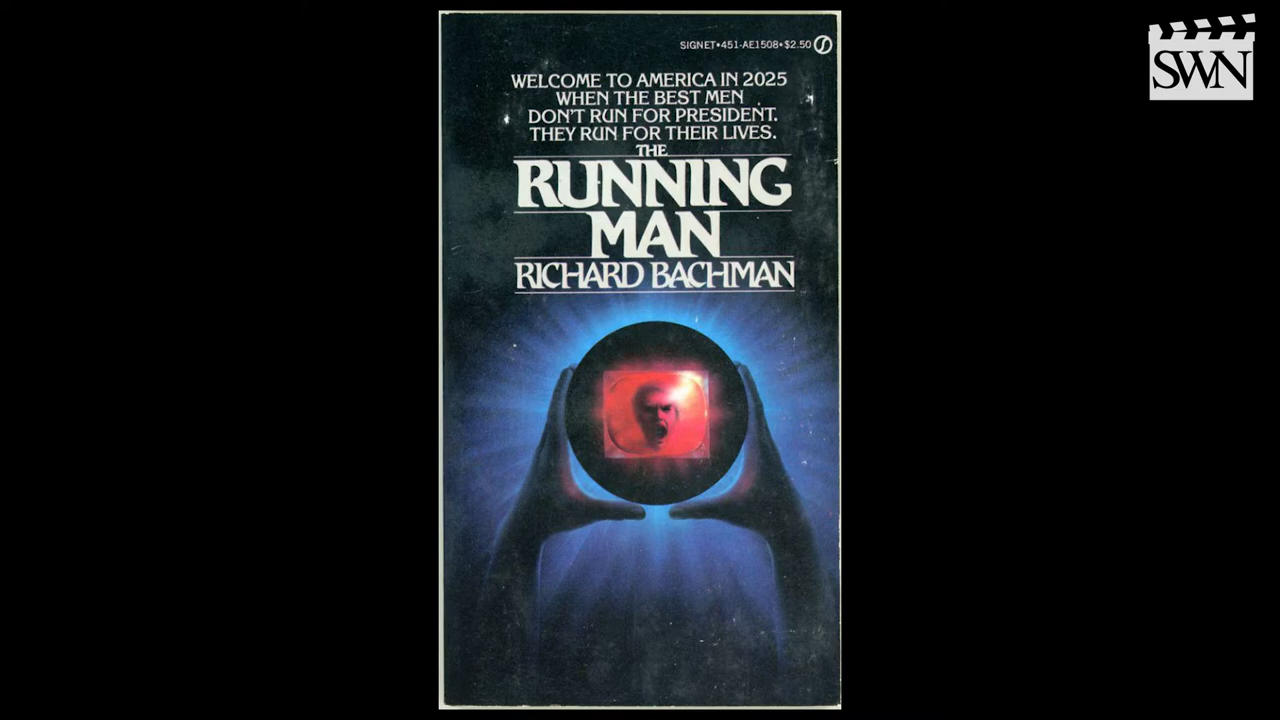 SIGNET•451-AE1508•$2.50
WELCOME TO AMERICA IN 2025
WHEN THE BEST MEN
DON'T RUN FOR PRESIDENT.
THEY RUN FOR THEIR LIVES.
THE
RUNNING
MAN
RICHARD BACHMAN
SWN